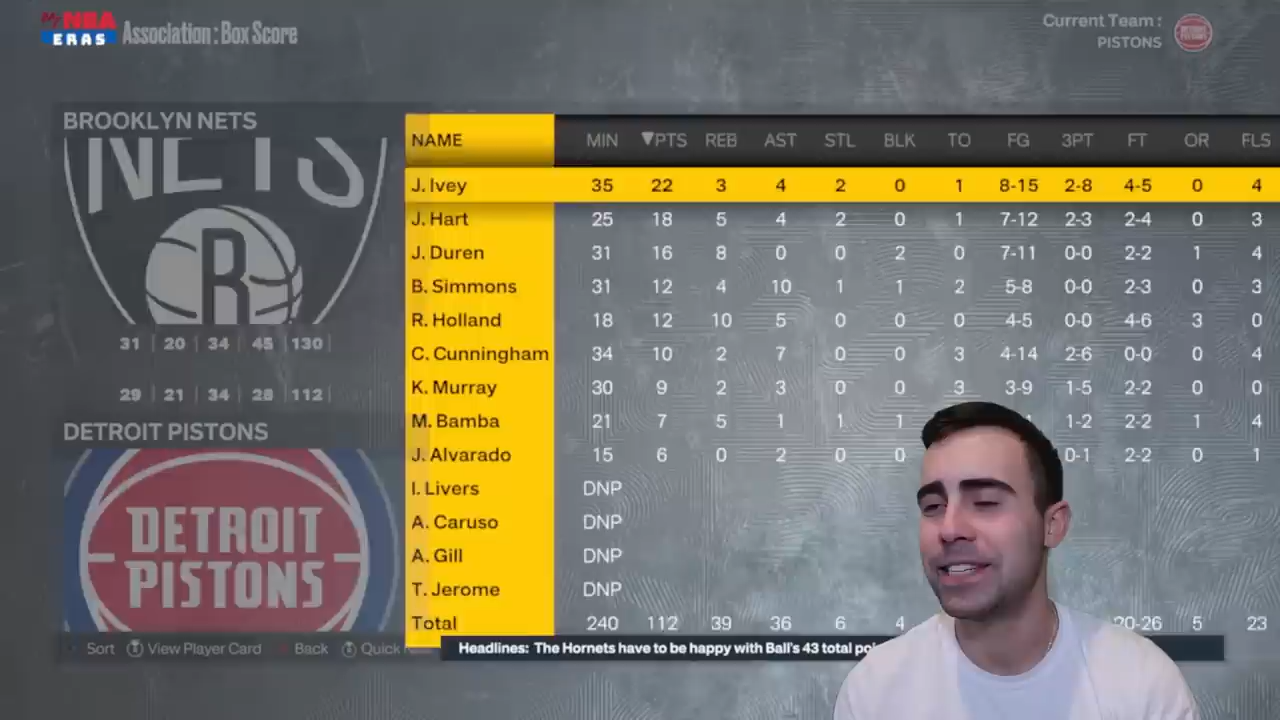 My NBA
ERAS
Association : Box Score
Current Team :
PISTONS
BROOKLYN NETS
NETS
B
31 20 34 45 130
29 21 34 28 112
DETROIT PISTONS
DETROIT
PISTONS
NAME MIN ▼PTS REB AST STL BLK TO FG 3PT FT OR FLS
J. Ivey 35 22 3 4 2 0 1 8-15 2-8 4-5 0 4
J. Hart 25 18 5 4 2 0 1 7-12 2-3 2-4 0 3
J. Duren 31 16 8 0 0 2 0 7-11 0-0 2-2 1 4
B. Simmons 31 12 4 10 1 1 2 5-8 0-0 2-3 0 3
R. Holland 18 12 10 5 0 0 0 4-5 0-0 4-6 3 0
C. Cunningham 34 10 2 7 0 0 3 4-14 2-6 0-0 0 4
K. Murray 30 9 2 3 0 0 3 3-9 1-5 2-2 0 0
M. Bamba 21 7 5 1 1 1 1-2 2-2 1 4
J. Alvarado 15 6 0 2 0 0 0-1 2-2 0 1
I. Livers DNP
A. Caruso DNP
A. Gill DNP
T. Jerome DNP
Total 240 112 39 36 6 4 20-26 5 23
Sort View Player Card Back Quick
Headlines: The Hornets have to be happy with Ball's 43 total